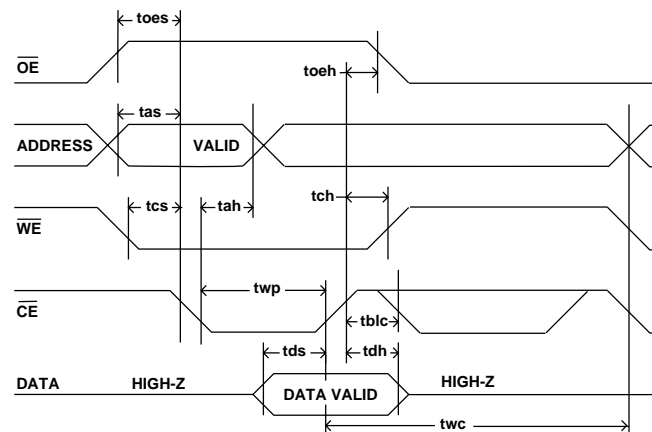 toes
OE
toeh
tas
ADDRESS
VALID
tch
tcs
tah
WE
twp
CE
tblc
tds
tdh
DATA
HIGH-Z
DATA VALID
HIGH-Z
twc